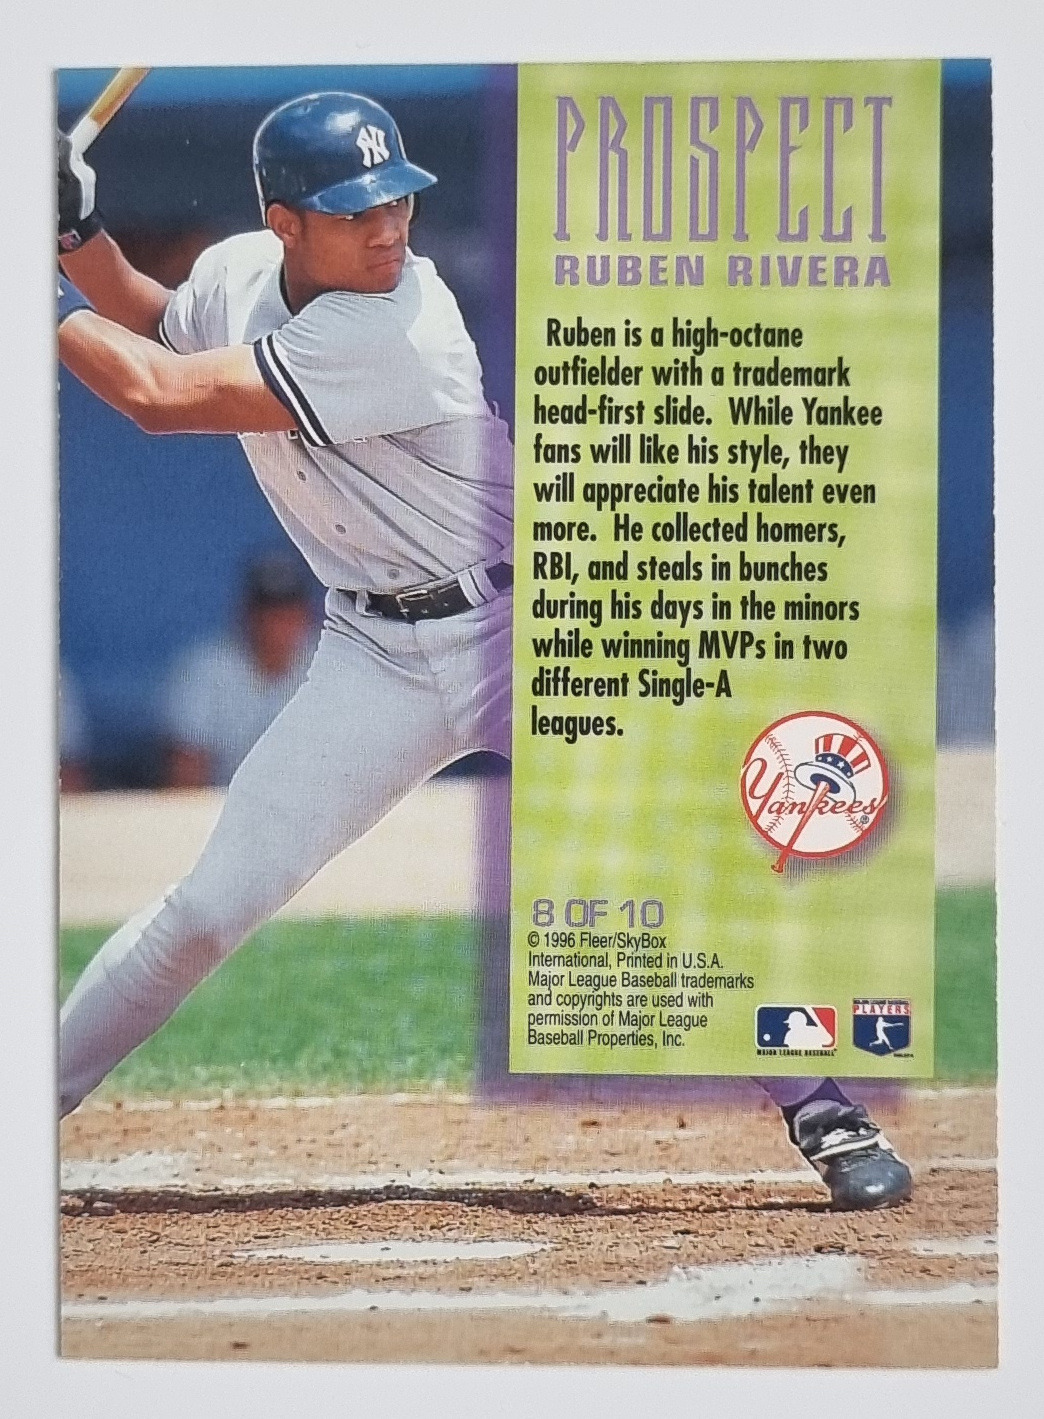 PROSPECT
RUBEN RIVERA
Ruben is a high-octane
outfielder with a trademark
head-first slide. While Yankee
fans will like his style, they
will appreciate his talent even
more. He collected homers,
RBI, and steals in bunches
during his days in the minors
while winning MVPs in two
different Single-A
leagues.
Yankees®
8 OF 10
© 1996 Fleer/SkyBox
International, Printed in U.S.A.
Major League Baseball trademarks
and copyrights are used with
permission of Major League
Baseball Properties, Inc.
MAJOR LEAGUE BASEBALL
MAJOR LEAGUE BASEBALL
PLAYERS
NY